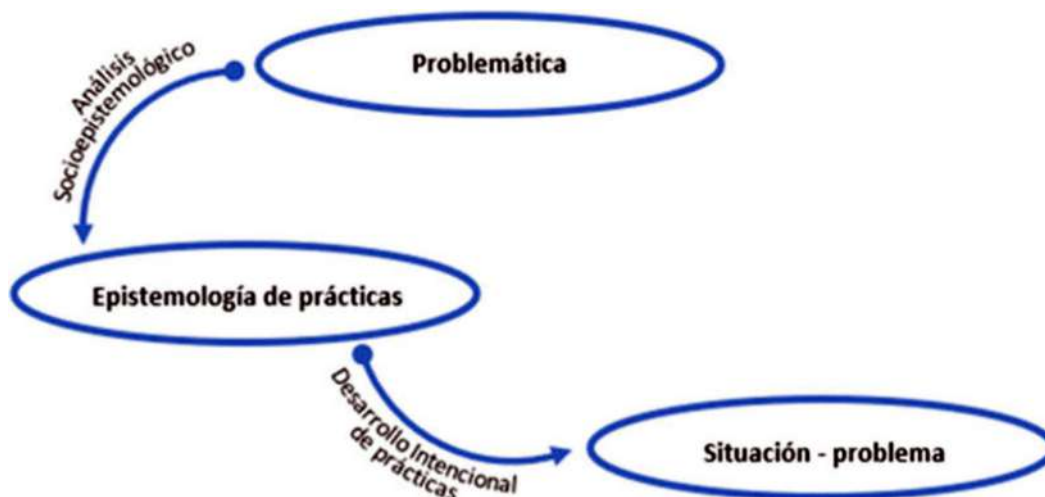 Problemática
Análisis
Socioepistemológico
Epistemología de prácticas
Desarrollo Intencional
de prácticas
Situación - problema